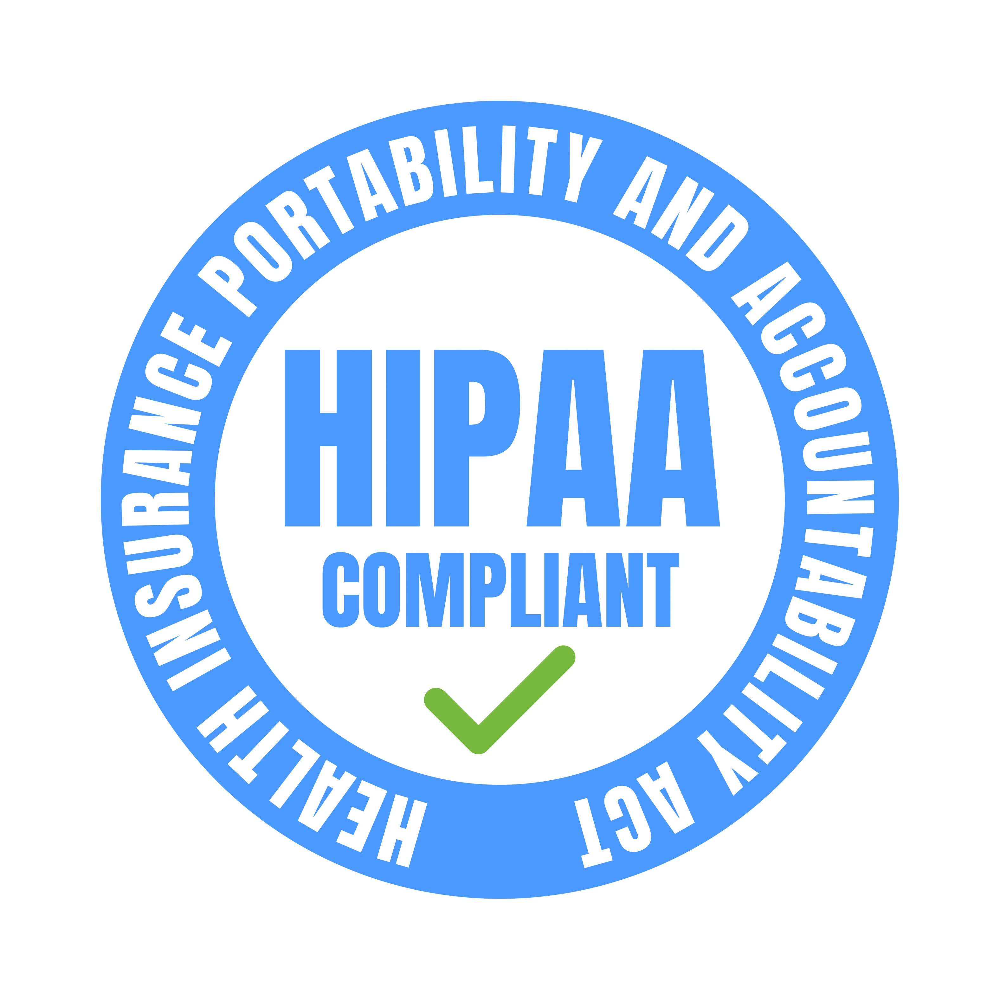 HEALTH INSURANCE PORTABILITY AND ACCOUNTABILITY ACT
HIPAA
COMPLIANT